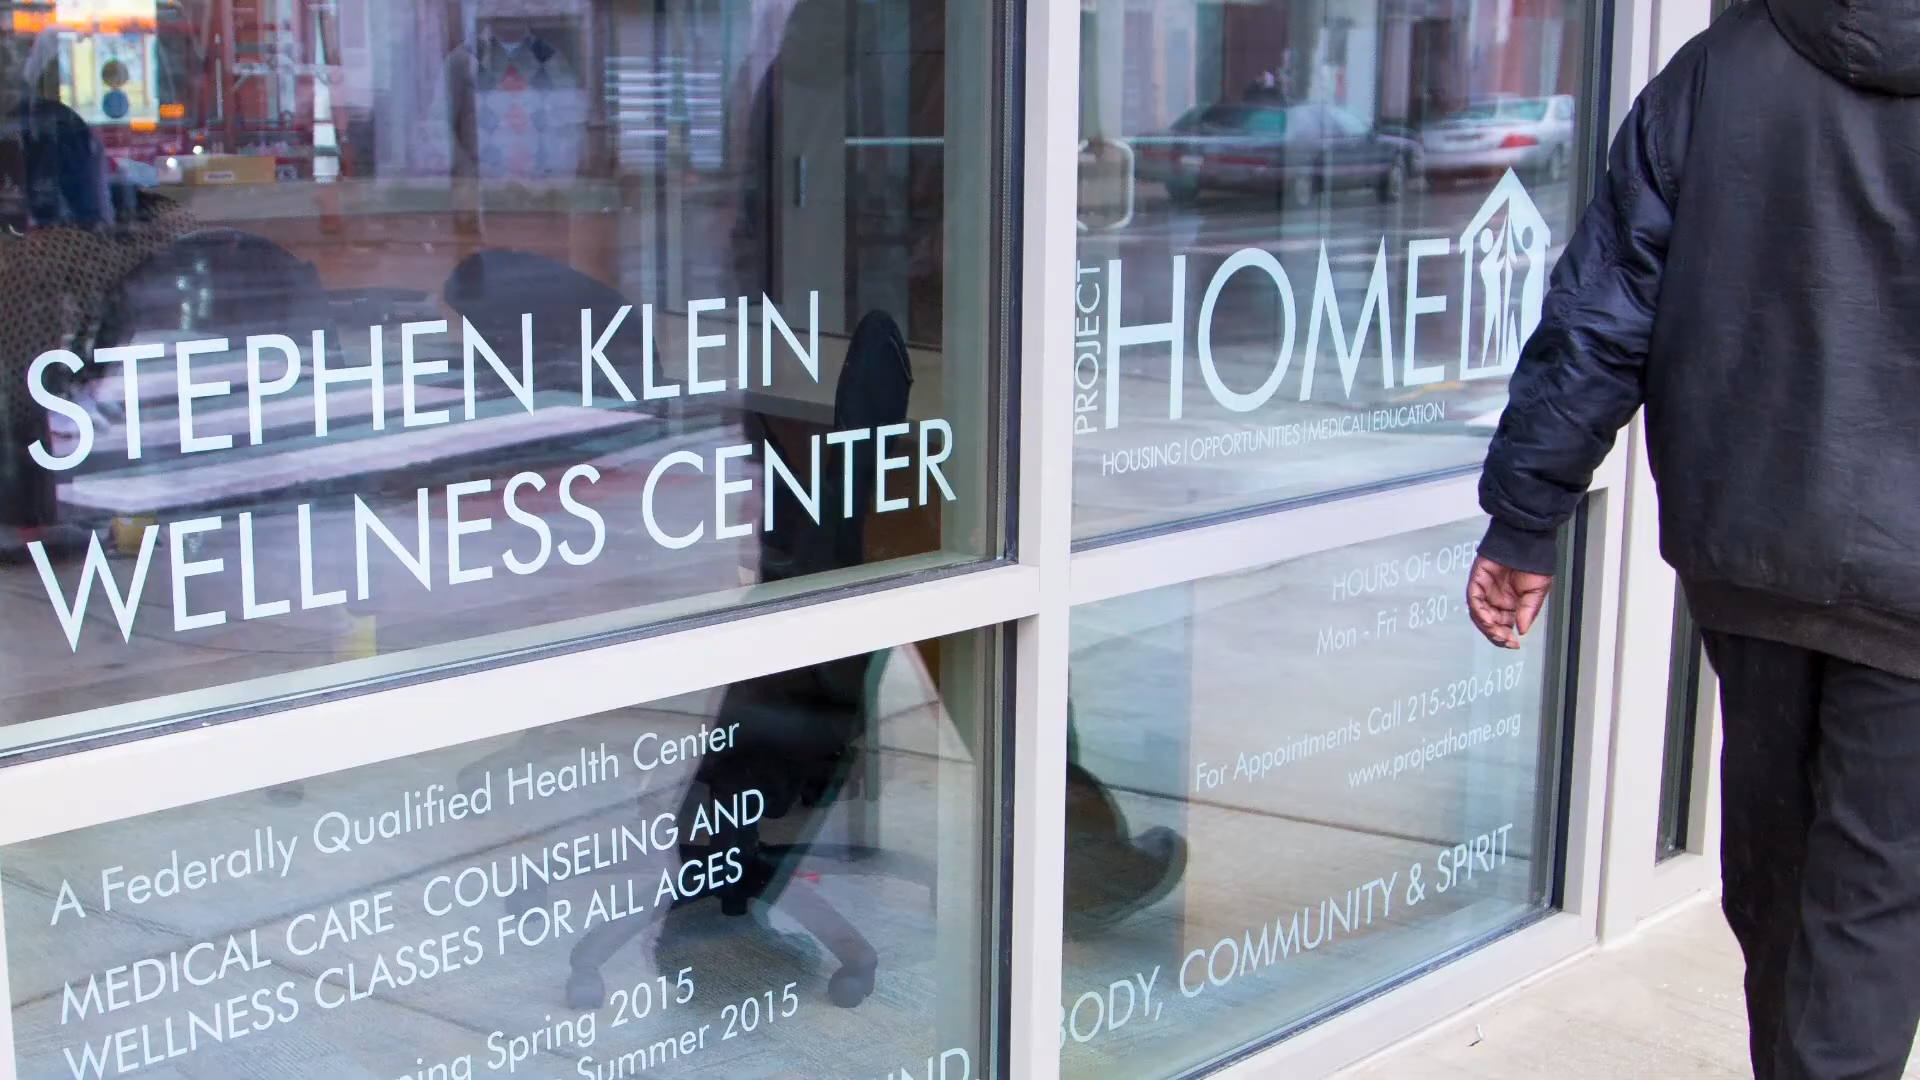 STEPHEN KLEIN
WELLNESS CENTER
A Federally Qualified Health Center
MEDICAL CARE COUNSELING AND
WELLNESS CLASSES FOR ALL AGES
Spring 2015
Summer 2015
PROJECT
HOME
HOUSING|OPPORTUNITIES|MEDICAL|EDUCATION
HOURS OF
Mon - Fri 8:30 -
For Appointments Call 215-320-6187
www.projecthome.org
BODY, COMMUNITY & SPIRIT